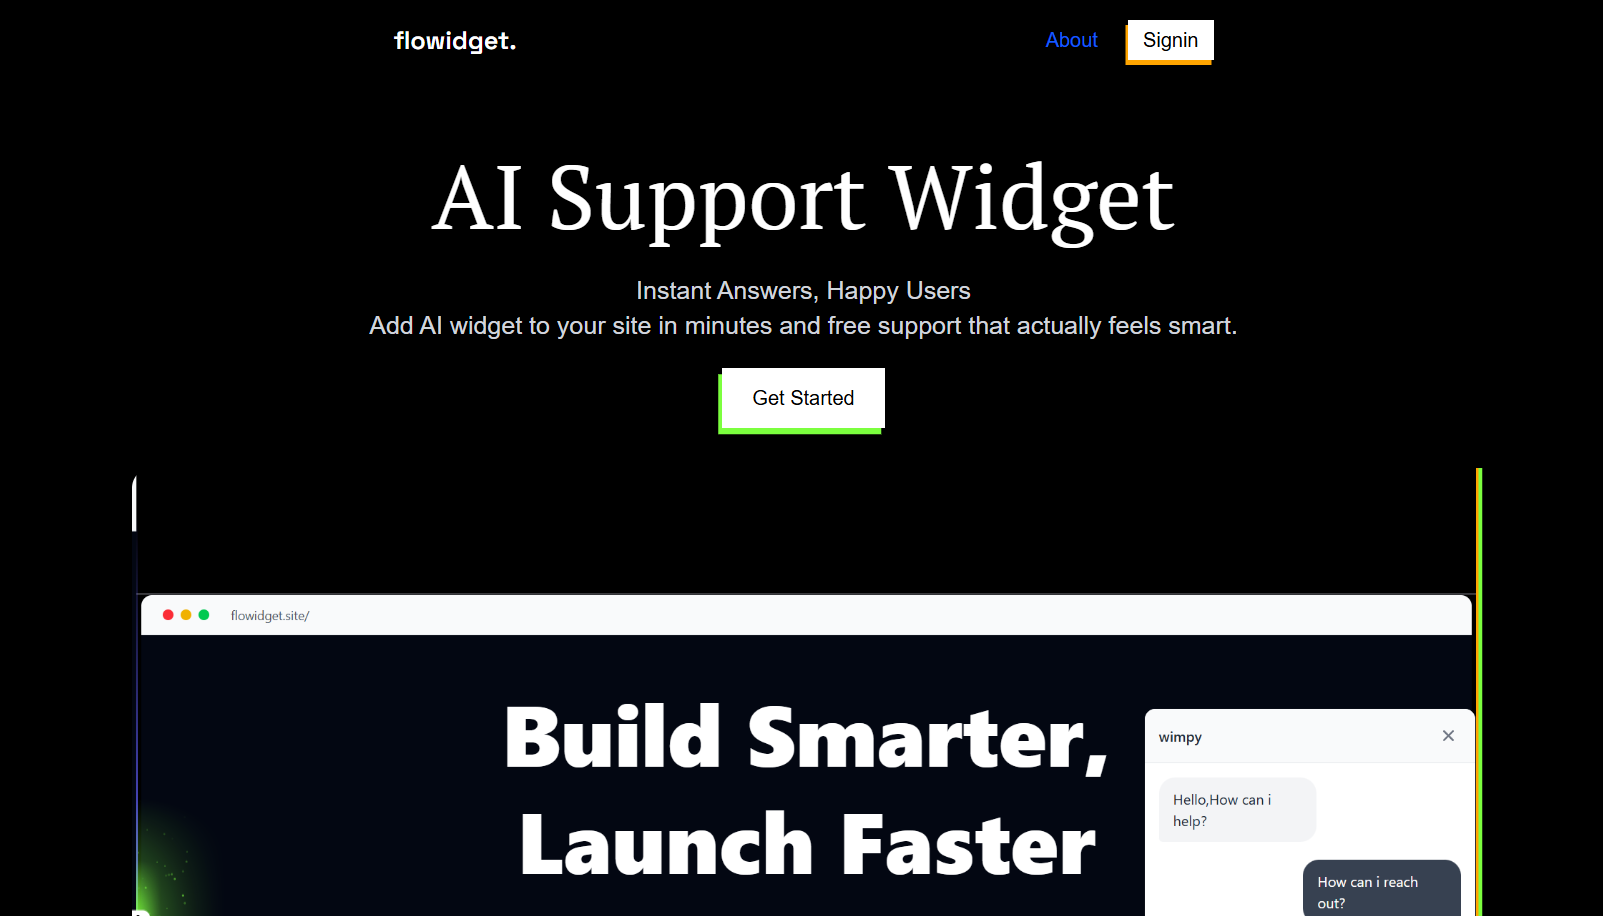 flowidget.
About
Signin
AI Support Widget
Instant Answers, Happy Users
Add AI widget to your site in minutes and free support that actually feels smart.
Get Started
flowidget.site/
Build Smarter,
Launch Faster
wimpy
Hello,How can i
help?
How can i reach
out?